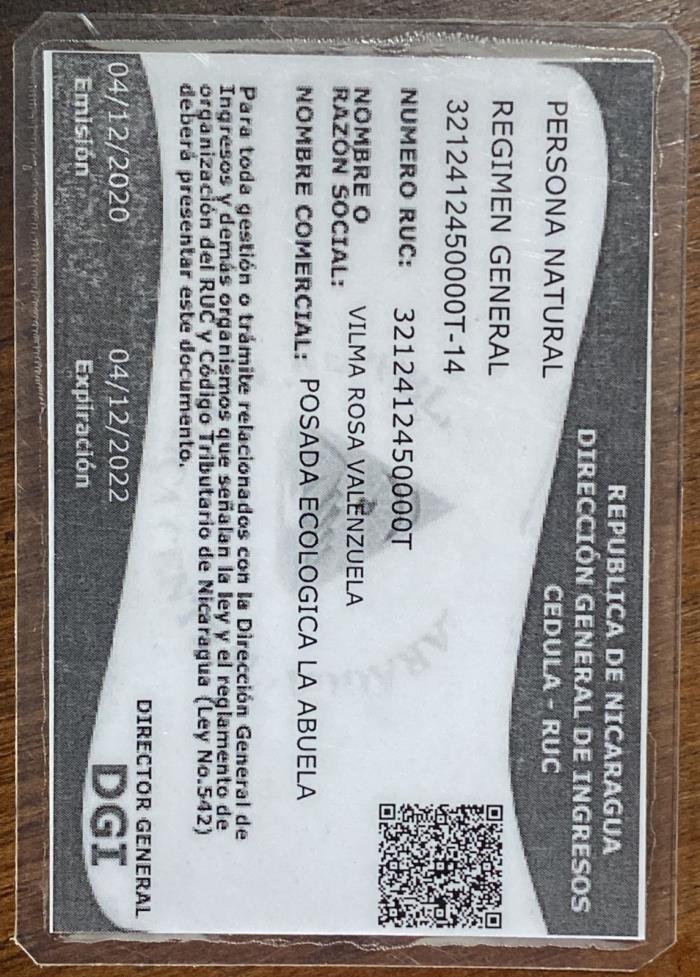 REPUBLICA DE NICARAGUA
DIRECCIÓN GENERAL DE INGRESOS
CEDULA - RUC
PERSONA NATURAL
REGIMEN GENERAL
3212412450000T-14
NUMERO RUC: 3212412450000T
NOMBRE O
RAZÓN SOCIAL: VILMA ROSA VALENZUELA
NOMBRE COMERCIAL: POSADA ECOLOGICA LA ABUELA
Para toda gestión o trámite relacionados con la Dirección General de
Ingresos y demás organismos que señalan la ley y el reglamento de
organización del RUC y Código Tributario de Nicaragua (Ley No.542)
deberá presentar este documento.
DIRECTOR GENERAL
04/12/2020 04/12/2022
Emisión Expiración
DGI